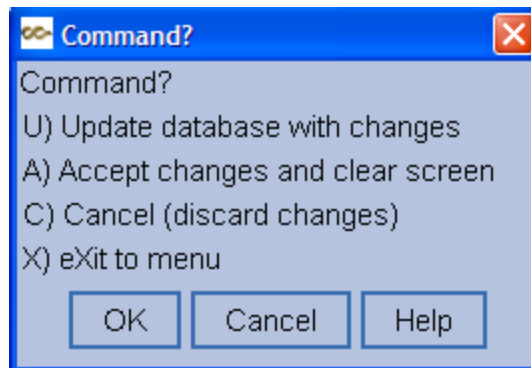 Command?
Command?
U) Update database with changes
A) Accept changes and clear screen
C) Cancel (discard changes)
X) eXit to menu
OK Cancel Help